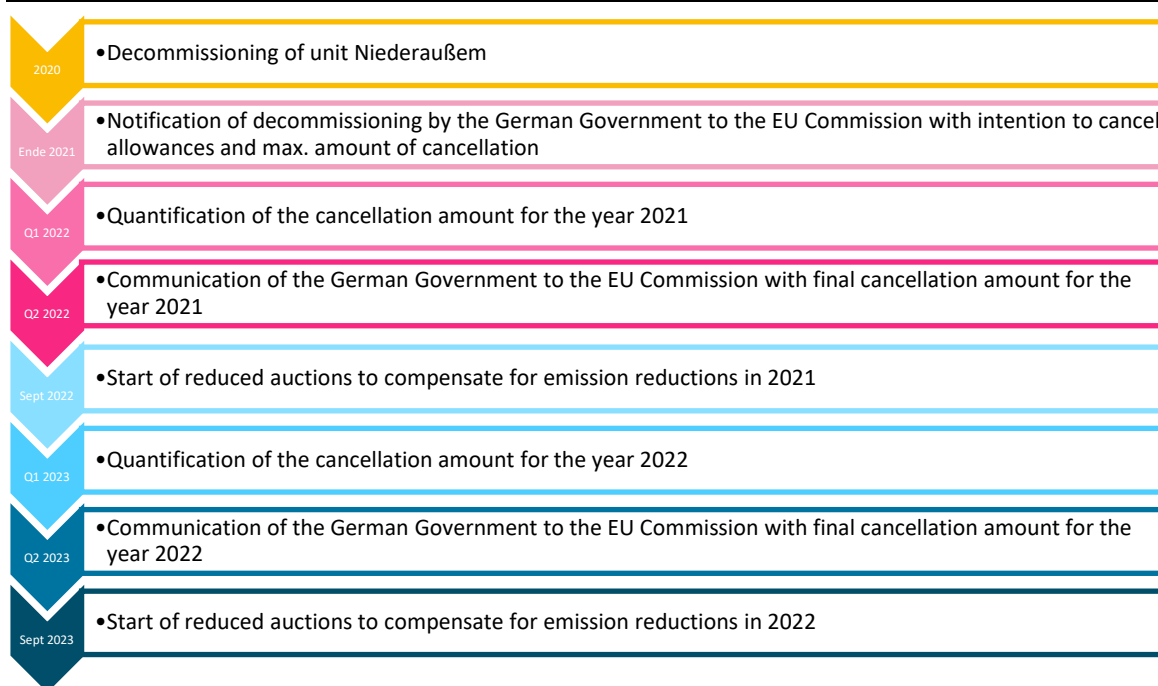 2020
•Decommissioning of unit Niederaußem
Ende 2021
•Notification of decommissioning by the German Government to the EU Commission with intention to cancel
allowances and max. amount of cancellation
Q1 2022
•Quantification of the cancellation amount for the year 2021
Q2 2022
•Communication of the German Government to the EU Commission with final cancellation amount for the
year 2021
Sept 2022
•Start of reduced auctions to compensate for emission reductions in 2021
Q1 2023
•Quantification of the cancellation amount for the year 2022
Q2 2023
•Communication of the German Government to the EU Commission with final cancellation amount for the
year 2022
Sept 2023
•Start of reduced auctions to compensate for emission reductions in 2022